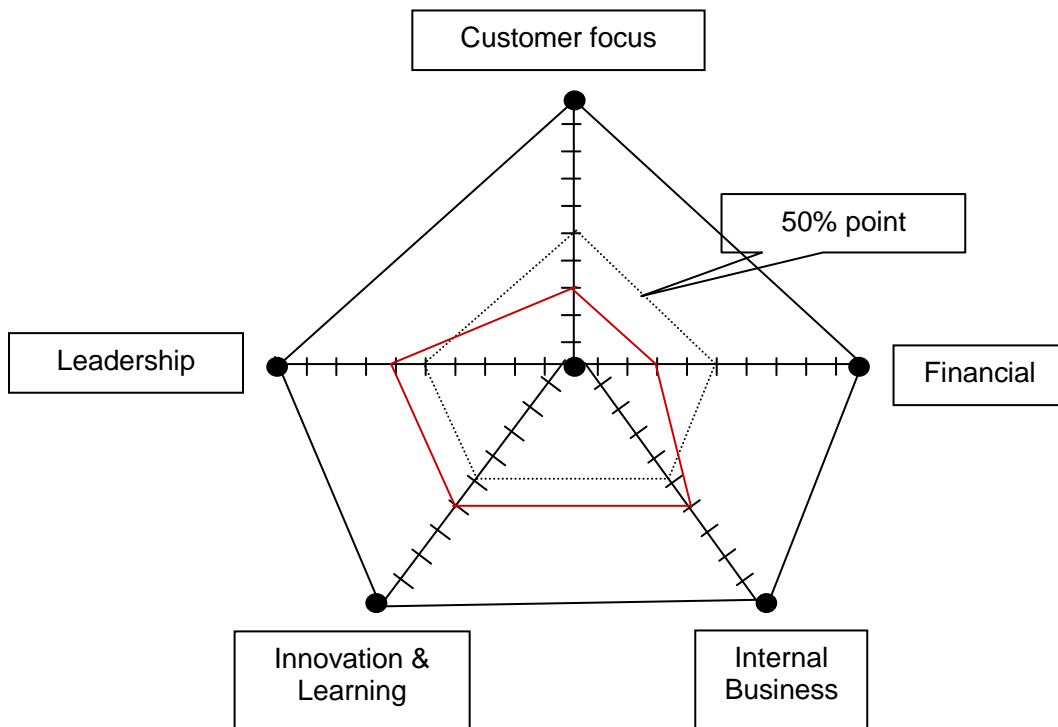 Customer focus
50% point
Leadership
Financial
Innovation &
Learning
Internal
Business